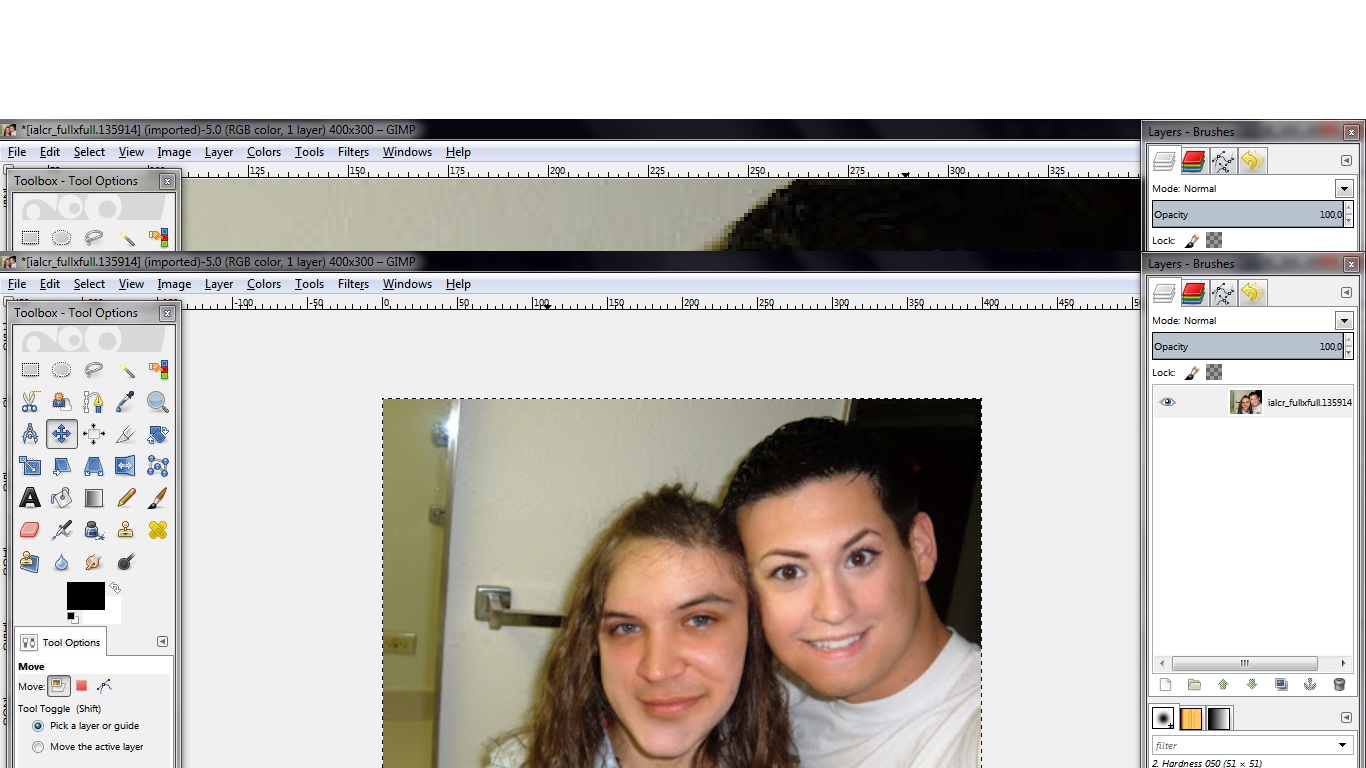 *[ialcr_fullxfull.135914] (imported)-5.0 (RGB color, 1 layer) 400x300 – GIMP
Layers - Brushes
File Edit Select View Image Layer Colors Tools Filters Windows Help
125 150 175 200 225 250 275 300 325
Toolbox - Tool Options
Mode: Normal
Opacity 100,0
Lock:
*[ialcr_fullxfull.135914] (imported)-5.0 (RGB color, 1 layer) 400x300 – GIMP
Layers - Brushes
File Edit Select View Image Layer Colors Tools Filters Windows Help
-100 -50 0 50 100 150 200 250 300 350 400 450
Toolbox - Tool Options
Mode: Normal
Opacity 100,0
Lock:
ialcr_fullxfull.135914
Tool Options
Move
Move:
Tool Toggle (Shift)
Pick a layer or guide
Move the active layer
filter
2. Hardness 050 (51 × 51)